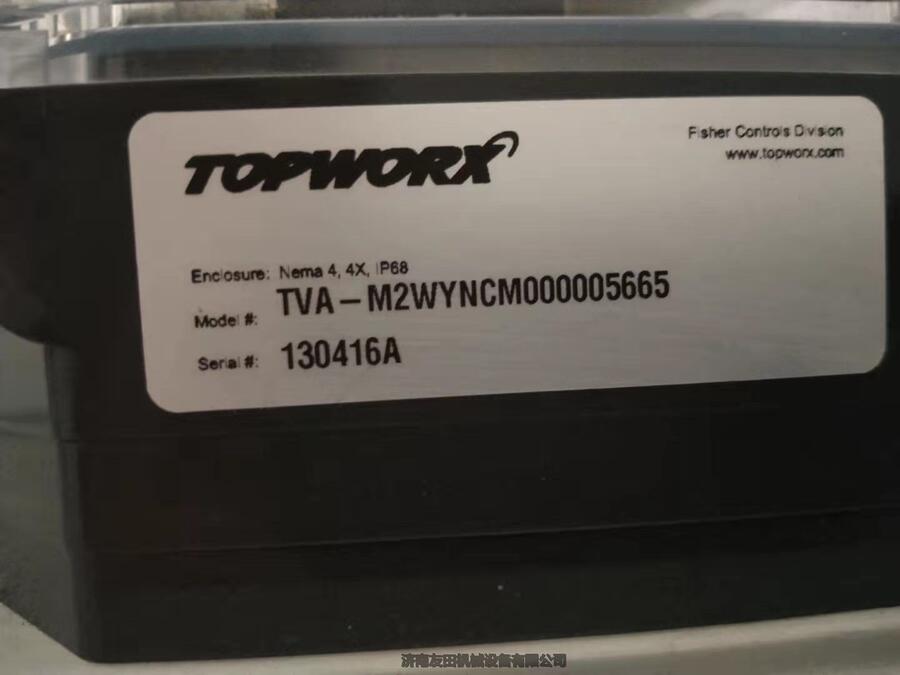 TOPWORX
Fisher Controls Division
www.topworx.com
Enclosure: Nema 4, 4X, IP68
Model #: TVA-M2WYNCM000005665
Serial #: 130416A
济南友田机械设备有限公司